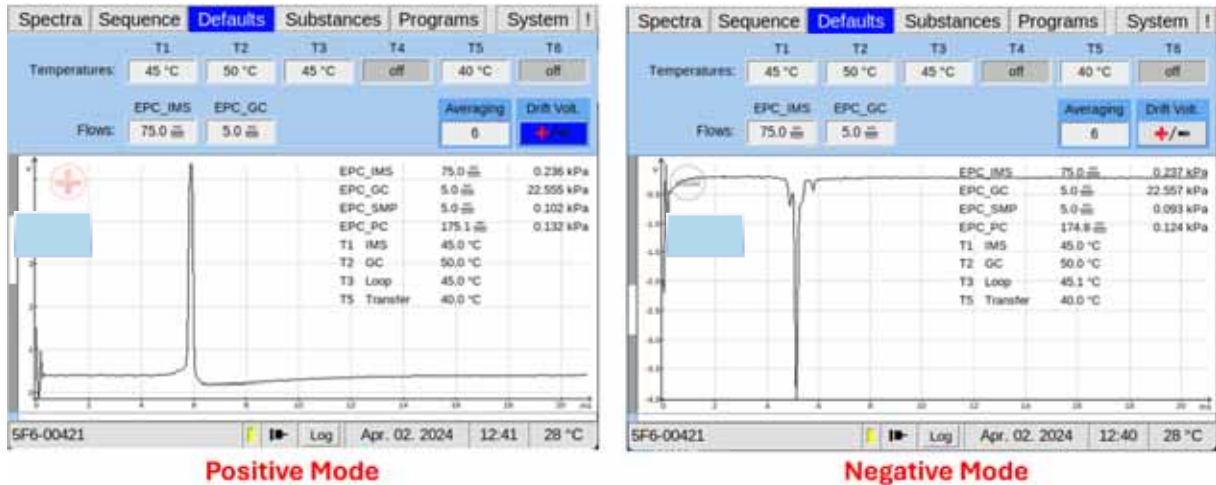 Spectra Sequence Defaults Substances Programs System !
T1 T2 T3 T4 T5 T6
Temperatures: 45 °C 50 °C 45 °C off 40 °C off
EPC_IMS EPC_GC Averaging Drift Volt.
Flows: 75.0 5.0 6 +/-
EPC_IMS 75.0 0.236 kPa
EPC_GC 5.0 22.555 kPa
EPC_SMP 5.0 0.102 kPa
EPC_PC 175.1 0.132 kPa
T1 IMS 45.0 °C
T2 GC 50.0 °C
T3 Loop 45.0 °C
T5 Transfer 40.0 °C
5F6-00421 Log Apr. 02. 2024 12:41 28 °C
Positive Mode
Spectra Sequence Defaults Substances Programs System !
T1 T2 T3 T4 T5 T6
Temperatures: 45 °C 50 °C 45 °C off 40 °C off
EPC_IMS EPC_GC Averaging Drift Volt.
Flows: 75.0 5.0 6 +/-
EPC_IMS 75.0 0.237 kPa
EPC_GC 5.0 22.557 kPa
EPC_SMP 5.0 0.093 kPa
EPC_PC 174.8 0.124 kPa
T1 IMS 45.0 °C
T2 GC 50.0 °C
T3 Loop 45.1 °C
T5 Transfer 40.0 °C
5F6-00421 Log Apr. 02. 2024 12:40 28 °C
Negative Mode